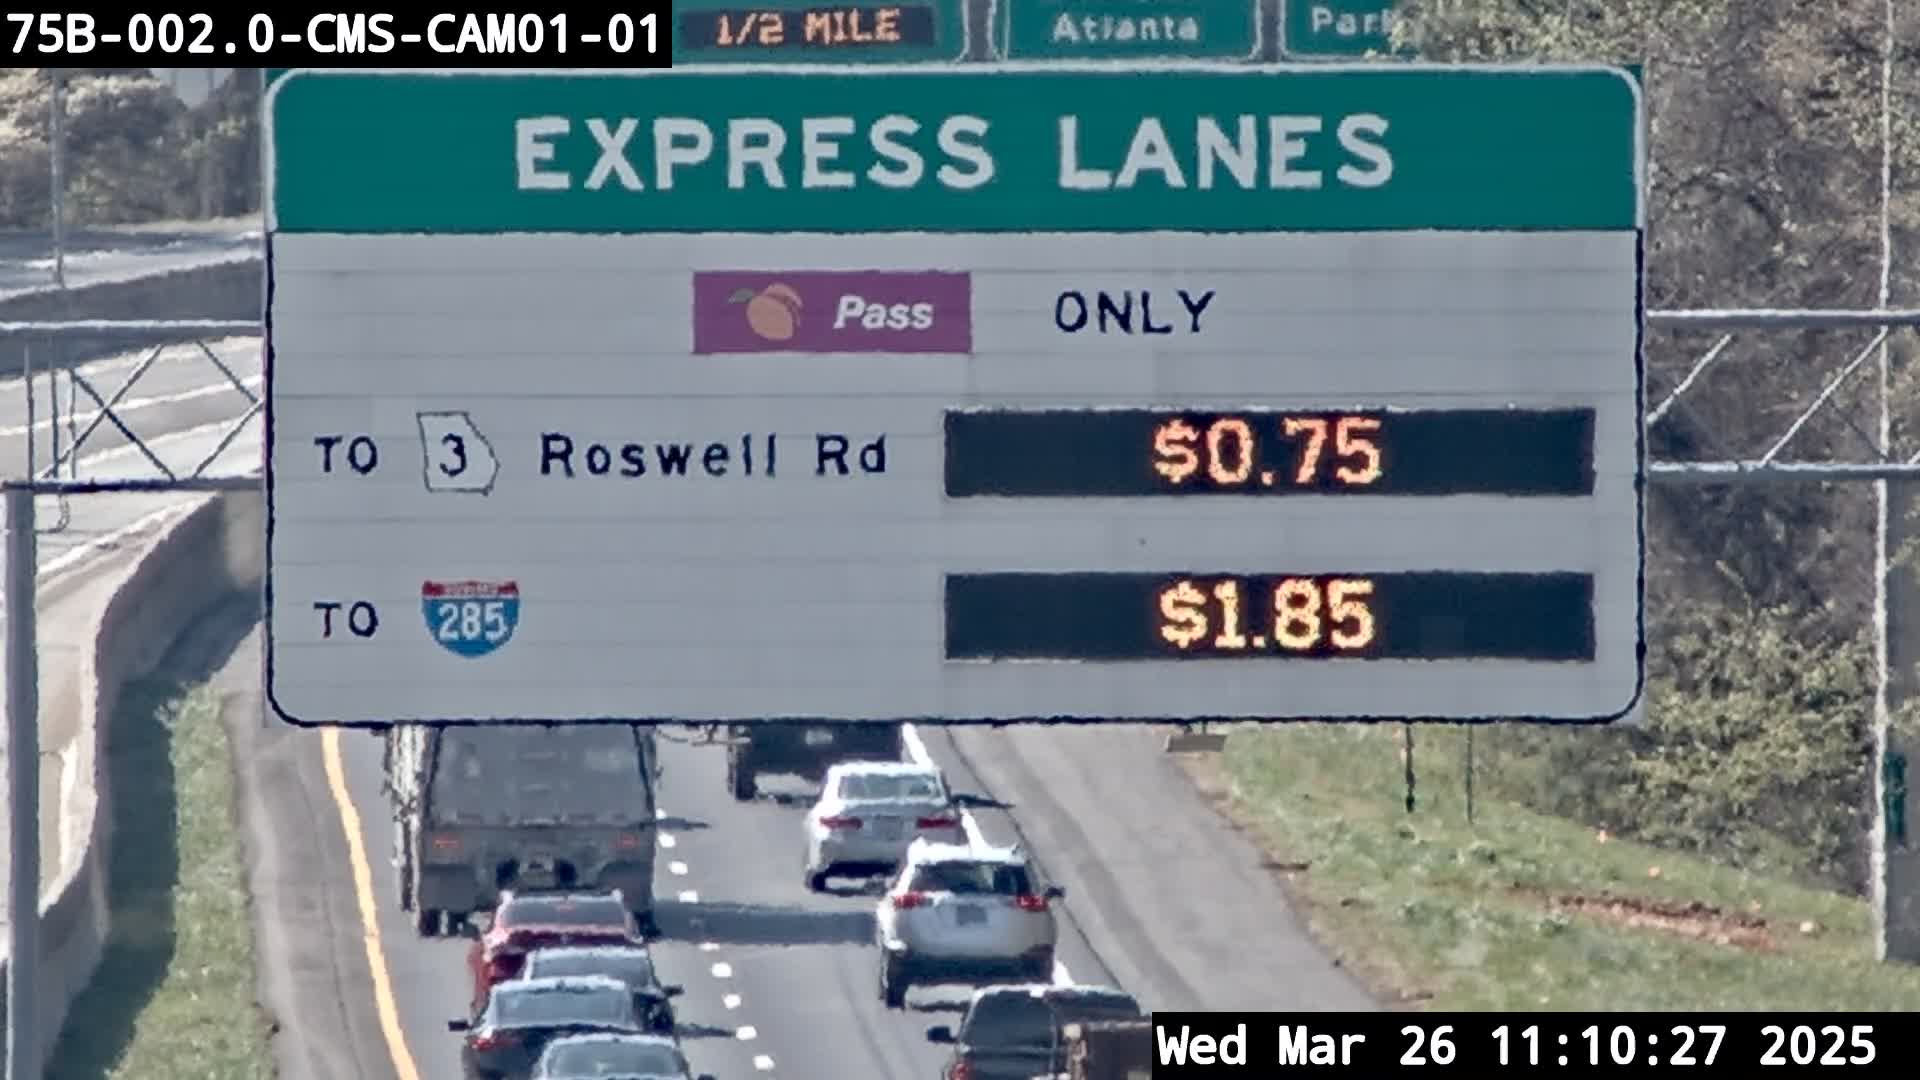 75B-002.0-CMS-CAM01-01
1/2 MILE
Atlanta
EXPRESS LANES
Pass ONLY
TO 3 Roswell Rd $0.75
TO 285 $1.85
Wed Mar 26 11:10:27 2025